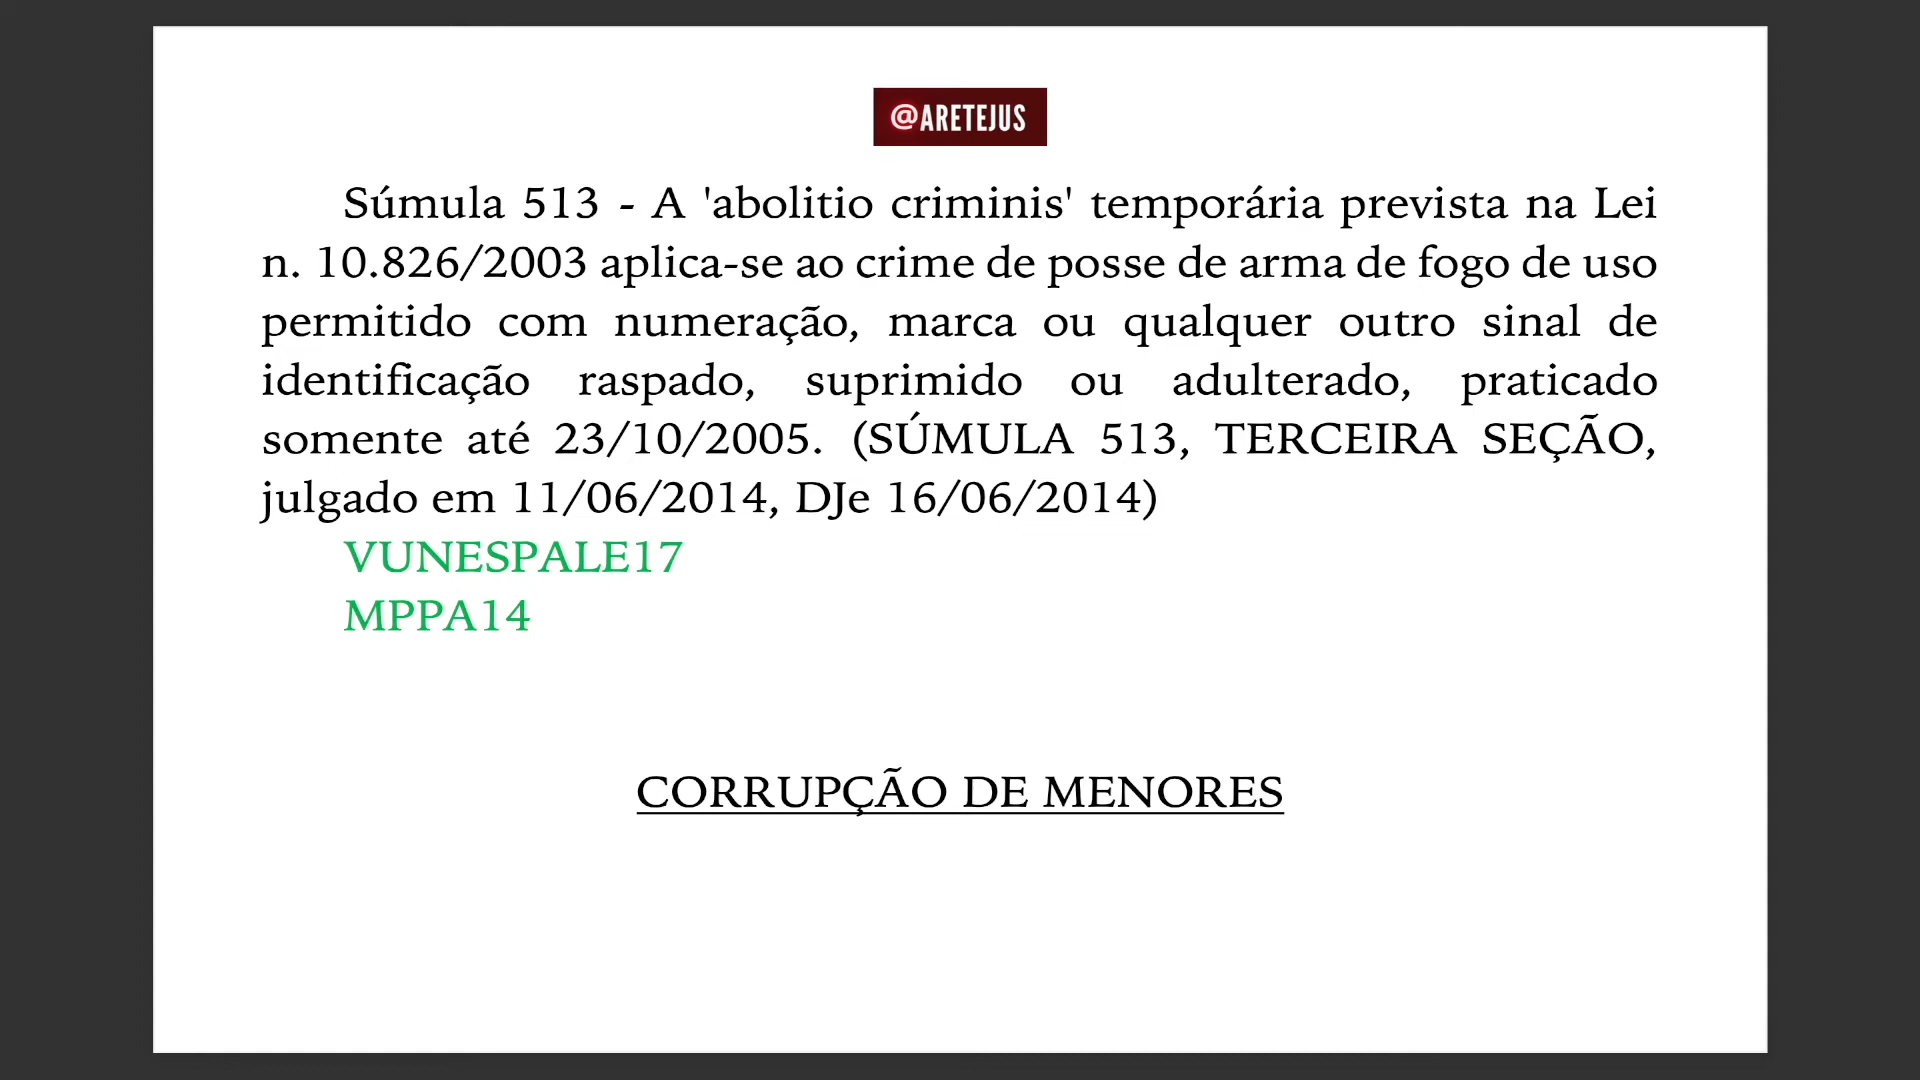 @ARETEJUS
Súmula 513 - A 'abolitio criminis' temporária prevista na Lei
n. 10.826/2003 aplica-se ao crime de posse de arma de fogo de uso
permitido com numeração, marca ou qualquer outro sinal de
identificação raspado, suprimido ou adulterado, praticado
somente até 23/10/2005. (SÚMULA 513, TERCEIRA SEÇÃO,
julgado em 11/06/2014, DJe 16/06/2014)
VUNESPALE17
MPPA14
CORRUPÇÃO DE MENORES